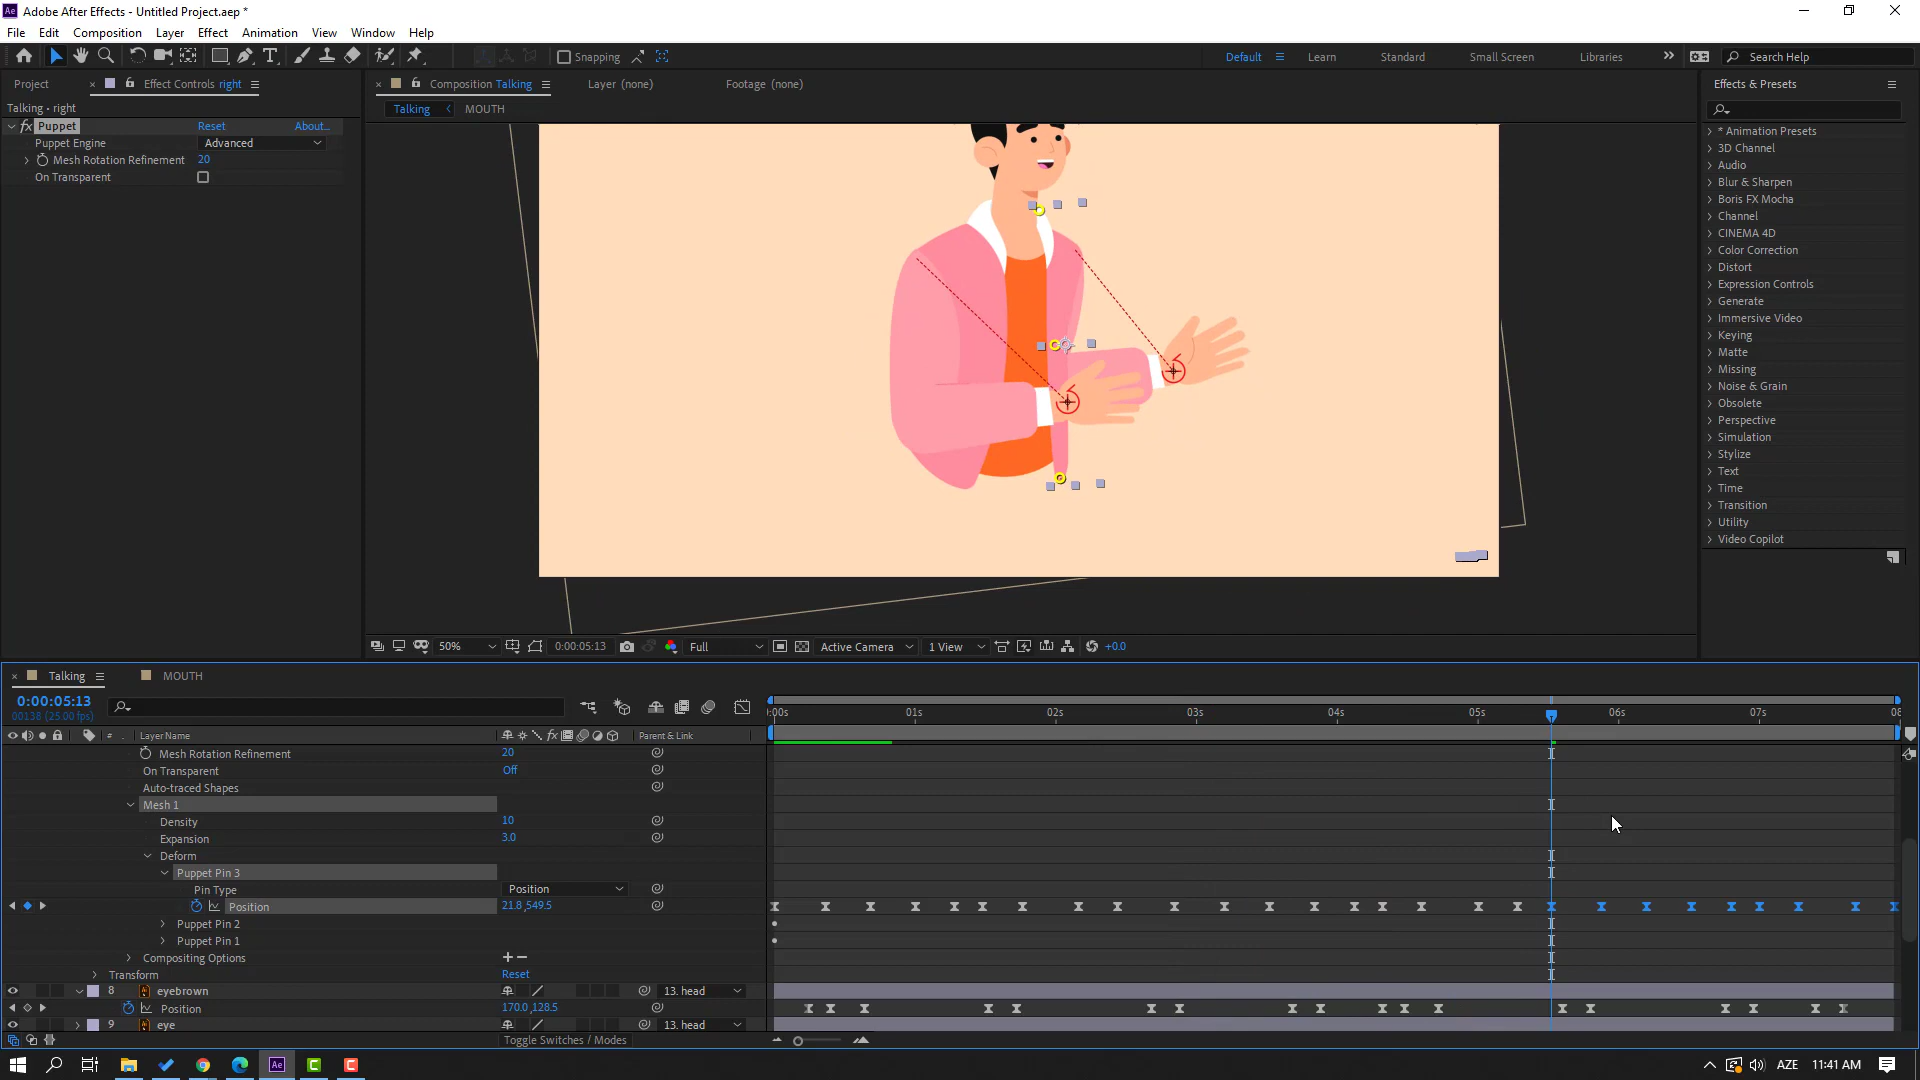 Adobe After Effects - Untitled Project.aep *
File Edit Composition Layer Effect Animation View Window Help
Snapping
Default Learn Standard Small Screen Libraries Search Help
Project Effect Controls right
Composition Talking Layer (none) Footage (none)
Effects & Presets
Talking • right
Talking MOUTH
fx Puppet Reset About...
Puppet Engine Advanced
Mesh Rotation Refinement 20
On Transparent
* Animation Presets
3D Channel
Audio
Blur & Sharpen
Boris FX Mocha
Channel
CINEMA 4D
Color Correction
Distort
Expression Controls
Generate
Immersive Video
Keying
Matte
Missing
Noise & Grain
Obsolete
Perspective
Simulation
Stylize
Text
Time
Transition
Utility
Video Copilot
50% 0:00:05:13 Full Active Camera 1 View +0.0
Talking MOUTH
0:00:05:13
00138 (25.00 fps)
:00s 01s 02s 03s 04s 05s 06s 07s 08
# Layer Name Parent & Link
Mesh Rotation Refinement 20
On Transparent Off
Auto-traced Shapes
Mesh 1
Density 10
Expansion 3.0
Deform
Puppet Pin 3
Pin Type Position
Position 21.8,549.5
Puppet Pin 2
Puppet Pin 1
Compositing Options
Transform Reset
8 eyebrown 13. head
Position 170.0,128.5
9 eye 13. head
Toggle Switches / Modes
AZE 11:41 AM